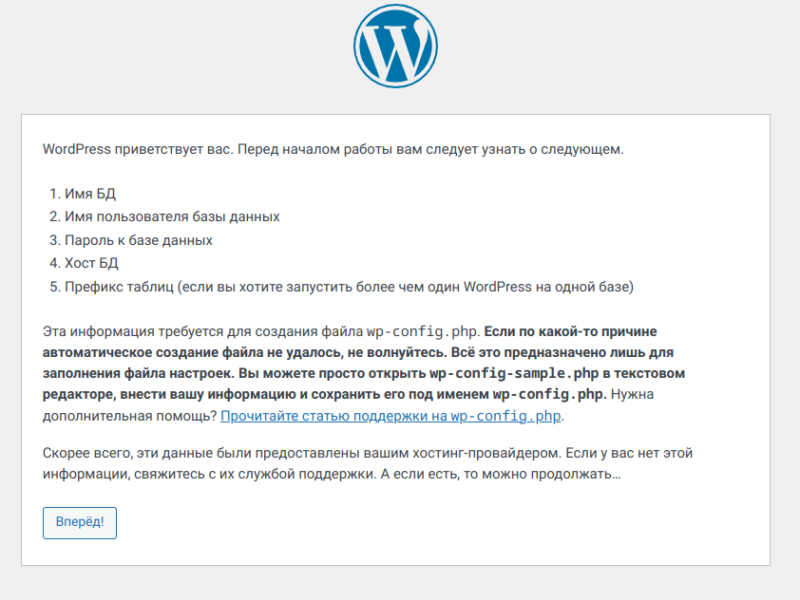 WordPress приветствует вас. Перед началом работы вам следует узнать о следующем.
1. Имя БД
2. Имя пользователя базы данных
3. Пароль к базе данных
4. Хост БД
5. Префикс таблиц (если вы хотите запустить более чем один WordPress на одной базе)
Эта информация требуется для создания файла wp-config.php. Если по какой-то причине
автоматическое создание файла не удалось, не волнуйтесь. Всё это предназначено лишь для
заполнения файла настроек. Вы можете просто открыть wp-config-sample.php в текстовом
редакторе, внести вашу информацию и сохранить его под именем wp-config.php. Нужна
дополнительная помощь? Прочитайте статью поддержки на wp-config.php.
Скорее всего, эти данные были предоставлены вашим хостинг-провайдером. Если у вас нет этой
информации, свяжитесь с их службой поддержки. А если есть, то можно продолжать…
Вперёд!